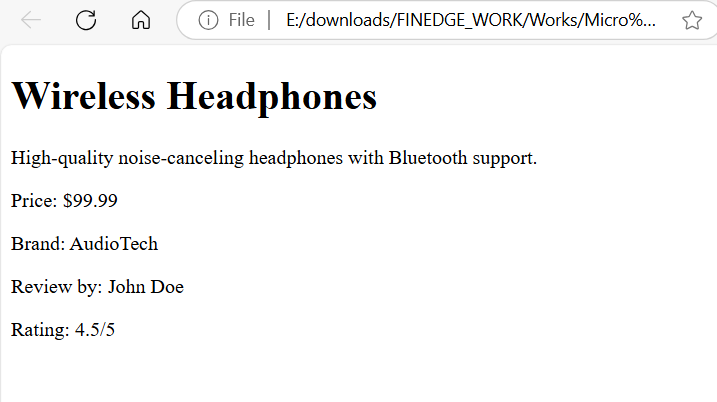 File | E:/downloads/FINEDGE_WORK/Works/Micro%...
Wireless Headphones
High-quality noise-canceling headphones with Bluetooth support.
Price: $99.99
Brand: AudioTech
Review by: John Doe
Rating: 4.5/5